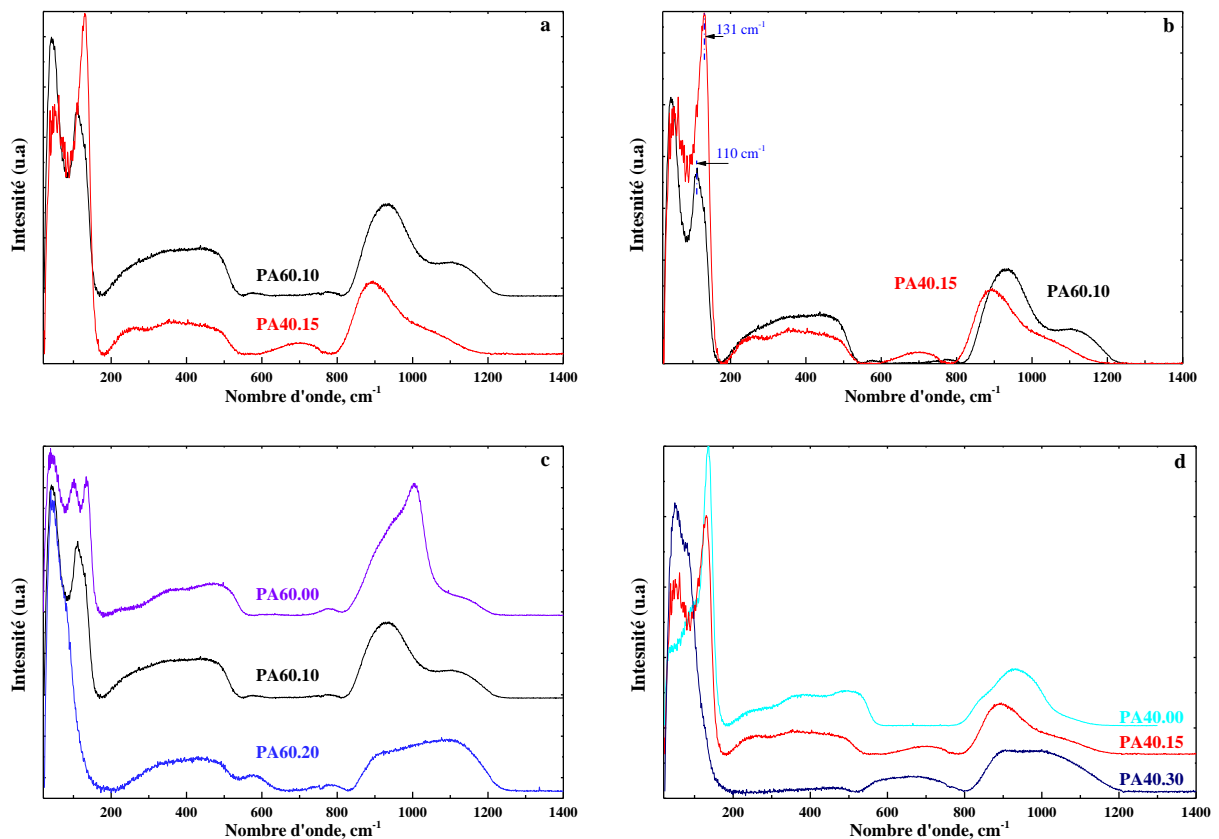 a
Intesnité (u.a)
PA60.10
PA40.15
200 400 600 800 1000 1200 1400
Nombre d'onde, cm-1
b
Intesnité (u.a)
131 cm-1
110 cm-1
PA40.15
PA60.10
200 400 600 800 1000 1200 1400
Nombre d'onde, cm-1
c
Intesnité (u.a)
PA60.00
PA60.10
PA60.20
200 400 600 800 1000 1200 1400
Nombre d'onde, cm-1
d
Intesnité (u.a)
PA40.00
PA40.15
PA40.30
200 400 600 800 1000 1200 1400
Nombre d'onde, cm-1